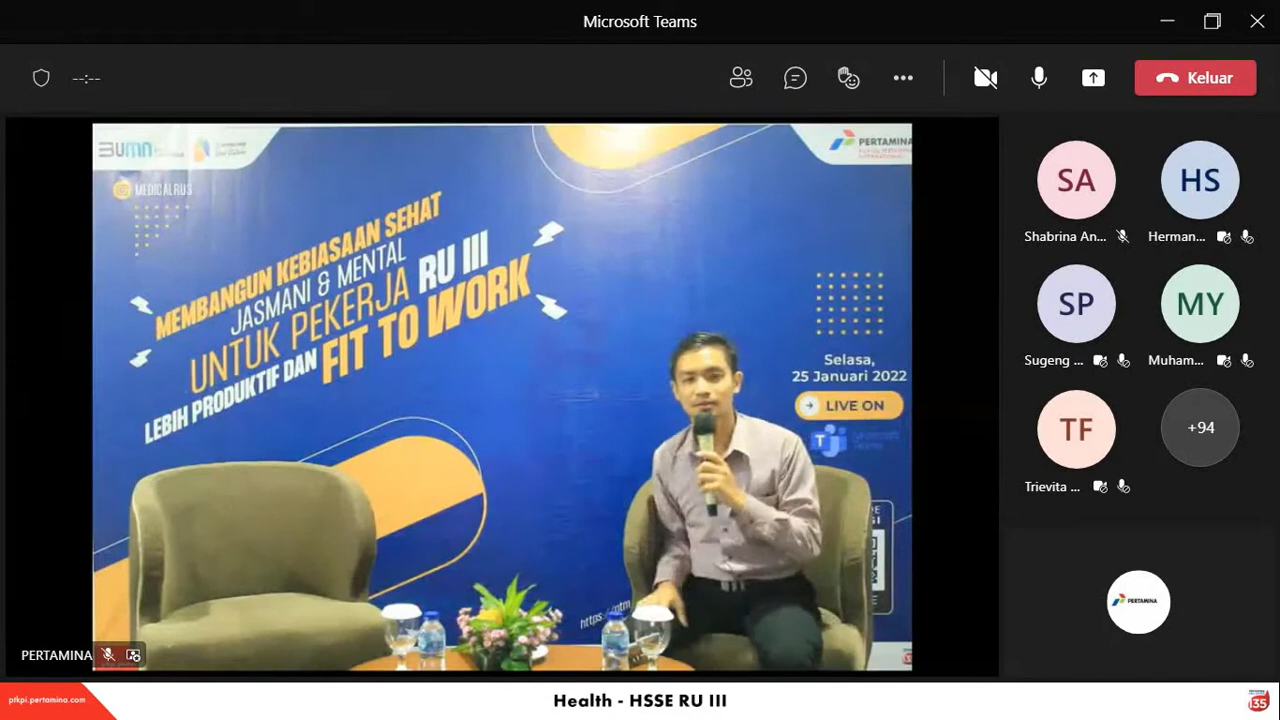 Microsoft Teams
--:--
Keluar
BUMN
PERTAMINA
MEDICALRUS
MEMBANGUN KEBIASAAN SEHAT
JASMANI & MENTAL
UNTUK PEKERJA RU III
LEBIH PRODUKTIF DAN FIT TO WORK
Selasa,
25 Januari 2022
LIVE ON
SA
HS
Shabrina An...
Herman...
SP
MY
Sugeng ...
Muham...
TF
+94
Trievita ...
PERTAMINA
PERTAMINA
ptkpi.pertamina.com
Health - HSSE RU III
135